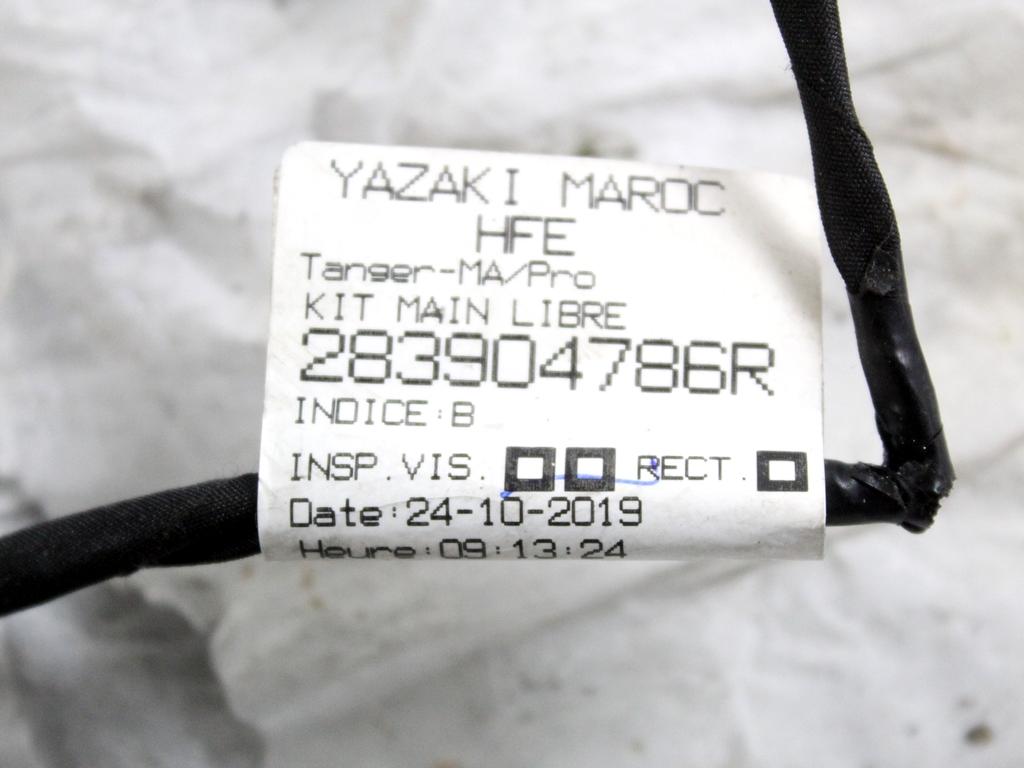 YAZAKI MAROC
HFE
Tanger-MA/Pro
KIT MAIN LIBRE
283904786R
INDICE:B
INSP.VIS. RECT.
Date:24-10-2019
Heure:09:13:24